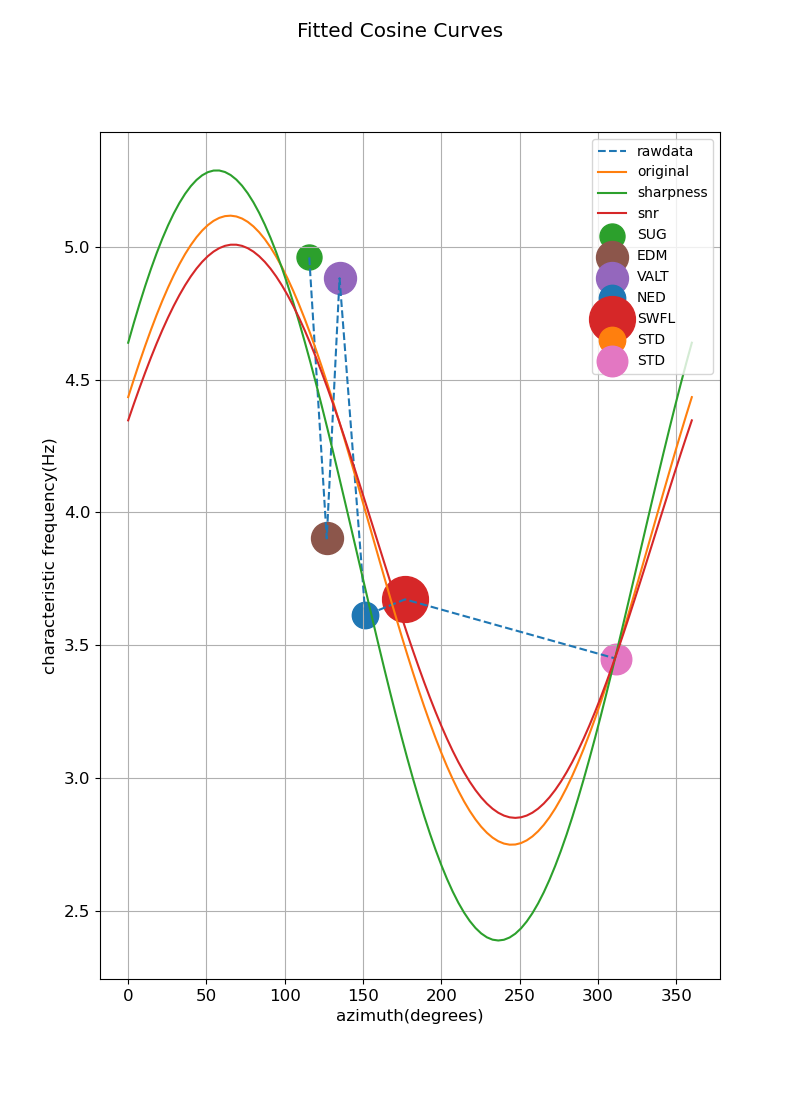 Fitted Cosine Curves
rawdata
original
sharpness
snr
SUG
EDM
VALT
NED
SWFL
STD
STD
5.0
4.5
4.0
3.5
3.0
2.5
characteristic frequency(Hz)
0 50 100 150 200 250 300 350
azimuth(degrees)